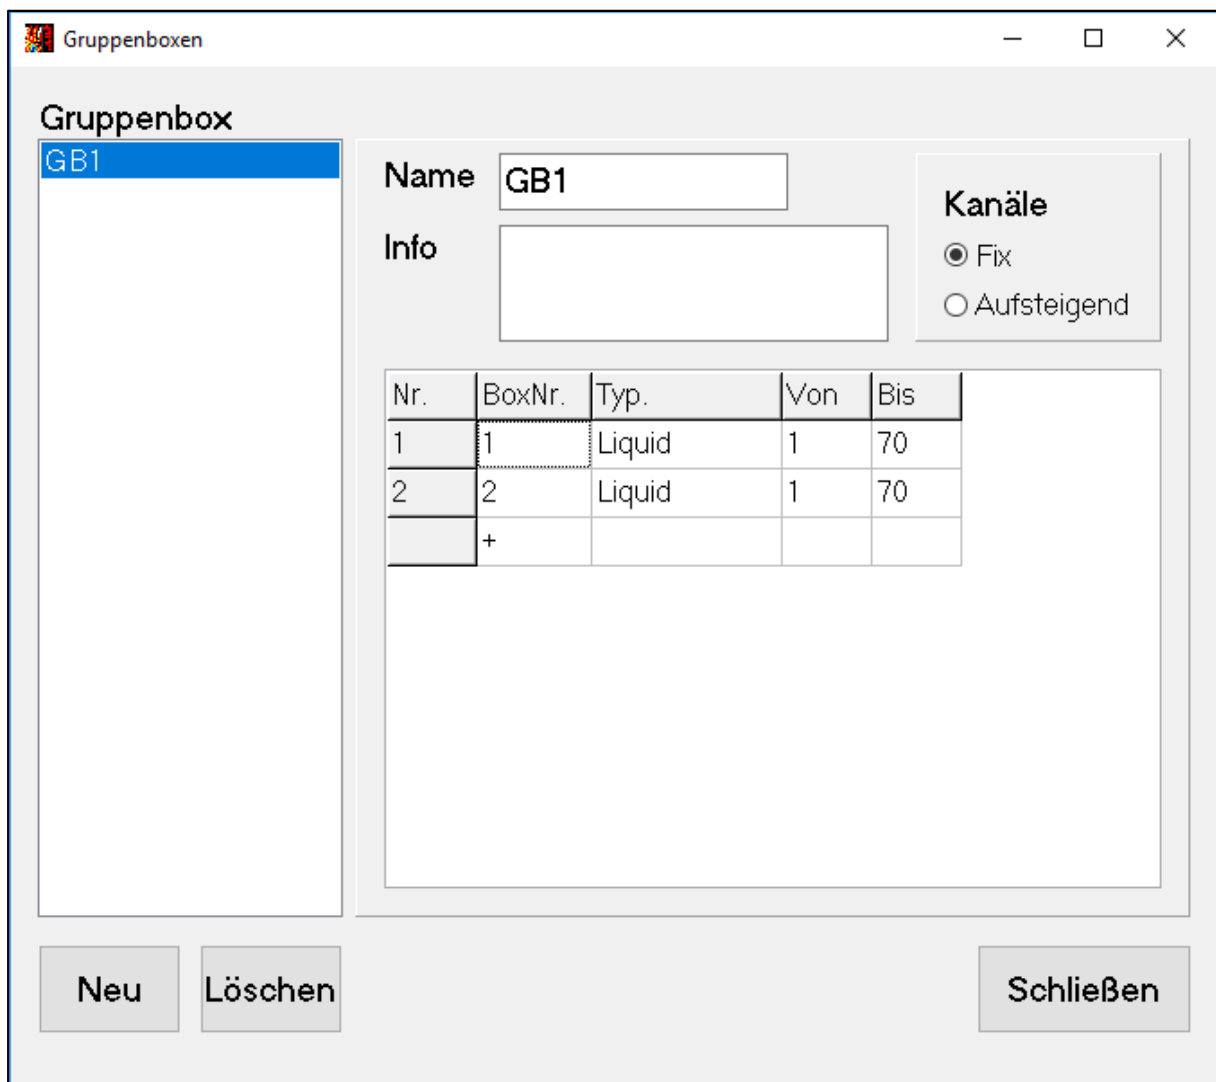 Gruppenboxen
Gruppenbox
GB1
Name GB1
Info
Kanäle
Fix
Aufsteigend
Nr. BoxNr. Typ. Von Bis
1 1 Liquid 1 70
2 2 Liquid 1 70
+
Neu Löschen Schließen